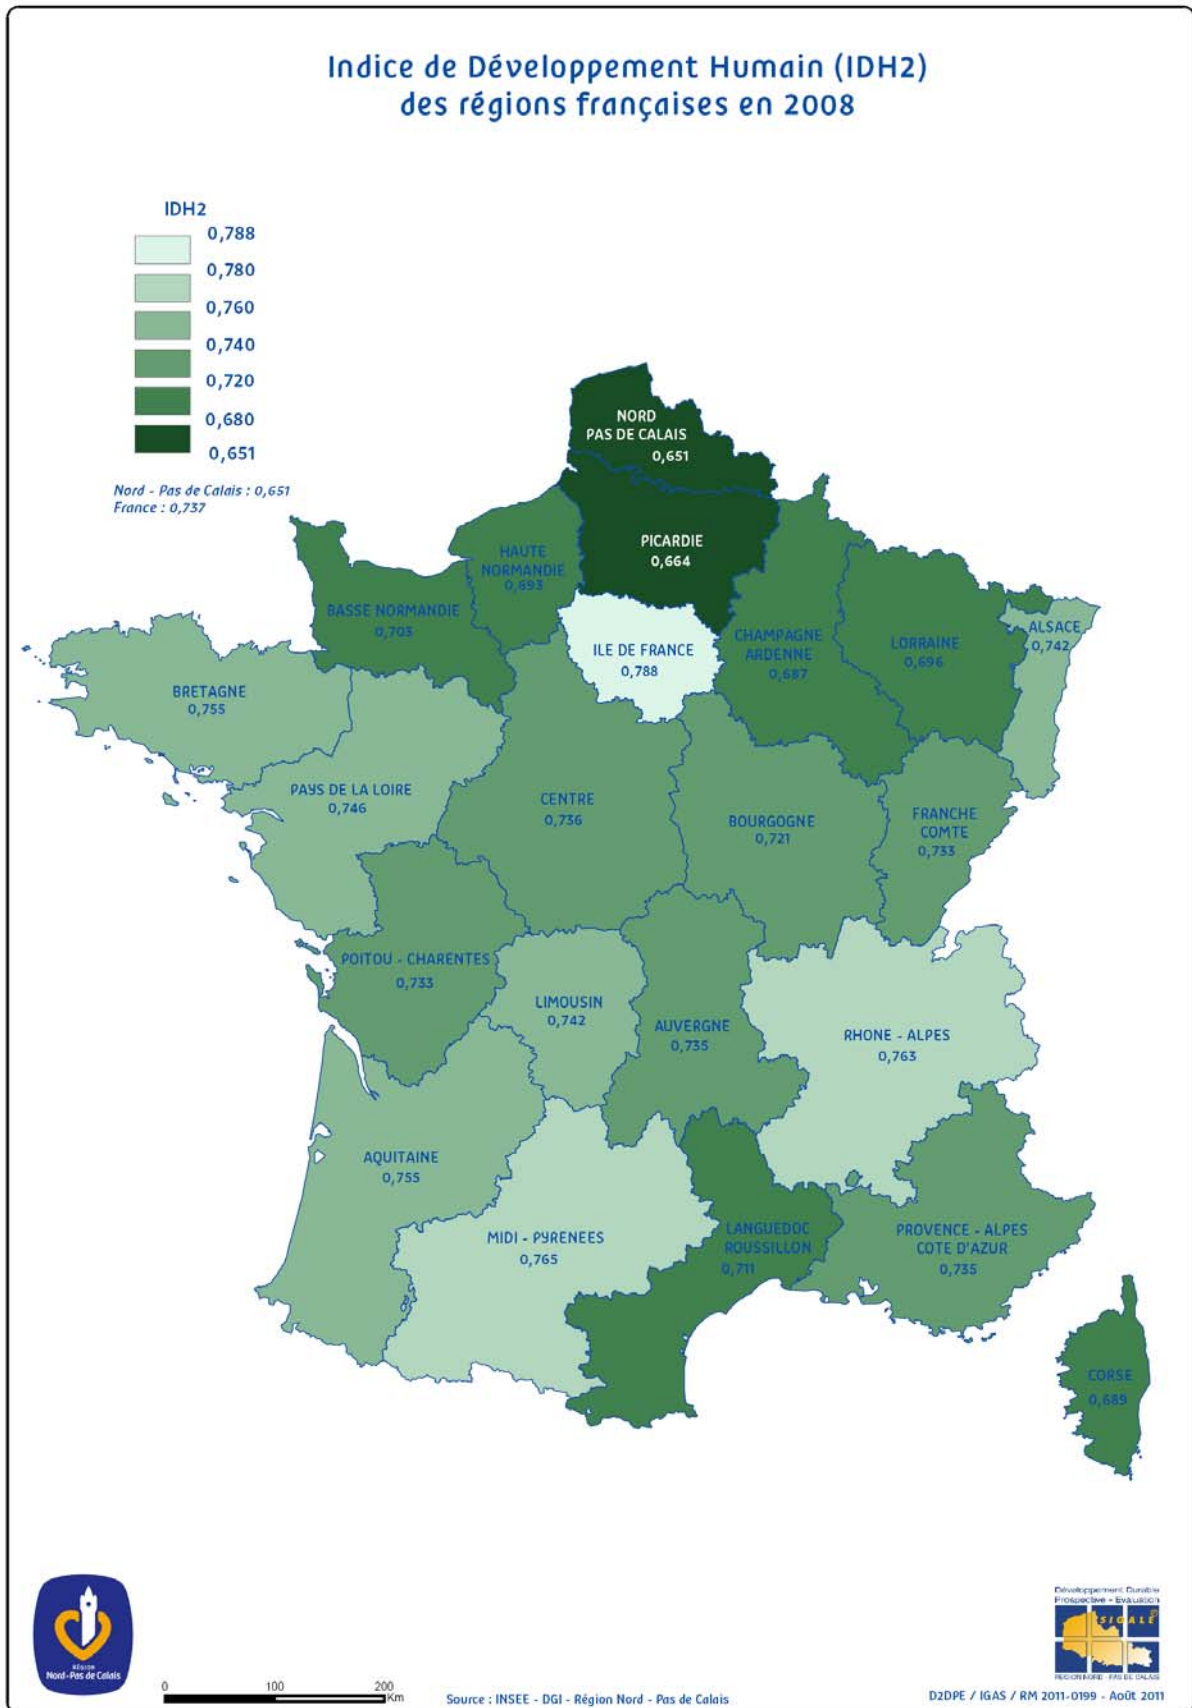 Indice de Développement Humain (IDH2)
des régions françaises en 2008
IDH2
0,788
0,780
0,760
0,740
0,720
0,680
0,651
Nord - Pas de Calais : 0,651
France : 0,737
NORD
PAS DE CALAIS
0,651
PICARDIE
0,664
HAUTE
NORMANDIE
0,693
BASSE NORMANDIE
0,703
ILE DE FRANCE
0,788
CHAMPAGNE
ARDENNE
0,687
LORRAINE
0,696
ALSACE
0,742
BRETAGNE
0,755
PAYS DE LA LOIRE
0,746
CENTRE
0,736
BOURGOGNE
0,721
FRANCHE
COMTE
0,733
POITOU - CHARENTES
0,733
LIMOUSIN
0,742
AUVERGNE
0,735
RHONE - ALPES
0,763
AQUITAINE
0,755
MIDI - PYRENEES
0,765
LANGUEDOC
ROUSSILLON
0,711
PROVENCE - ALPES
COTE D'AZUR
0,735
CORSE
0,689
RÉGION
Nord-Pas de Calais
0 100 200
Km
Source : INSEE - DGI - Région Nord - Pas de Calais
Développement Durable
Prospective - Evaluation
SIGALE
REGION NORD - PAS DE CALAIS
D2DPE / IGAS / RM 2011-0199 - Août 2011